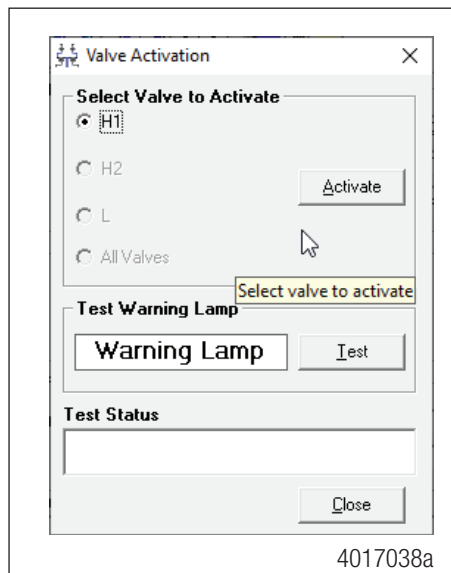 Valve Activation
Select Valve to Activate
H1
H2
Activate
L
All Valves
Select valve to activate
Test Warning Lamp
Warning Lamp
Test
Test Status
Close
4017038a